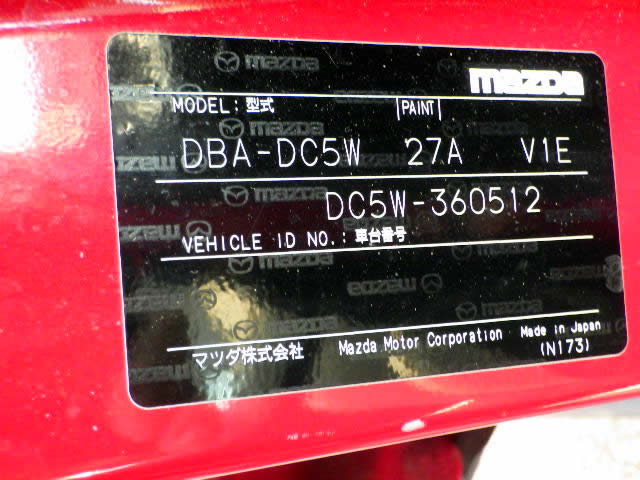 mazda
MODEL: 型式 PAINT
DBA-DC5W 27A V1E
DC5W-360512
VEHICLE ID NO.: 車台番号
マツダ株式会社 Mazda Motor Corporation Made in Japan
(N173)